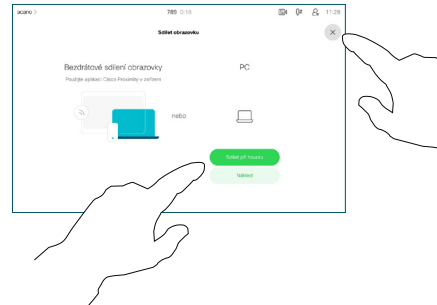 acano >
789 0:18
11:28
Sdílet obrazovku
Bezdrátové sdílení obrazovky
Použijte aplikaci Cisco Proximity v zařízení
nebo
PC
Sdílet při hovoru
Náhled